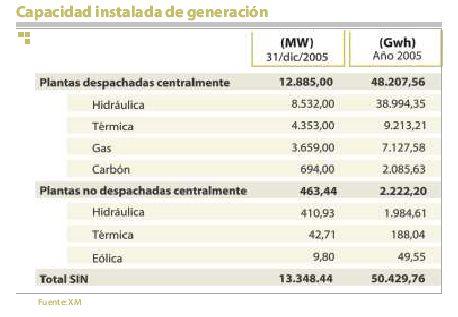 Capacidad instalada de generación
(MW) (Gwh)
31/dic/2005 Año 2005
Plantas despachadas centralmente 12.885,00 48.207,56
Hidráulica 8.532,00 38.994,35
Tèrmica 4.353,00 9.213,21
Gas 3.659,00 7.127,58
Carbón 694,00 2.085,63
Plantas no despachadas centralmente 463,44 2.222,20
Hidráulica 410,93 1.984,61
Tèrmica 42,71 188,04
Eólica 9,80 49,55
Total SIN 13.348.44 50.429,76
Fuente:XM